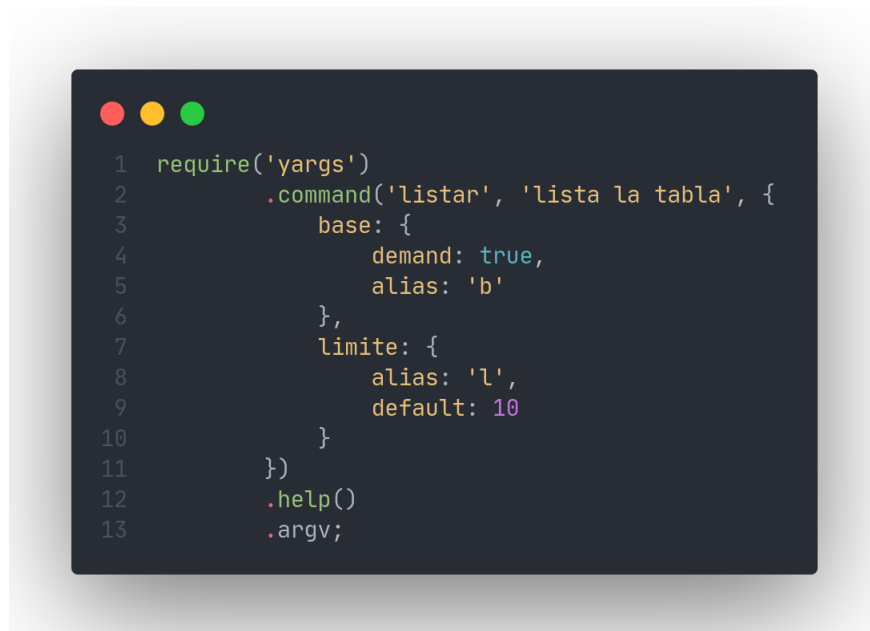 1 require('yargs')
2 .command('listar', 'lista la tabla', {
3 base: {
4 demand: true,
5 alias: 'b'
6 },
7 limite: {
8 alias: 'l',
9 default: 10
10 }
11 })
12 .help()
13 .argv;